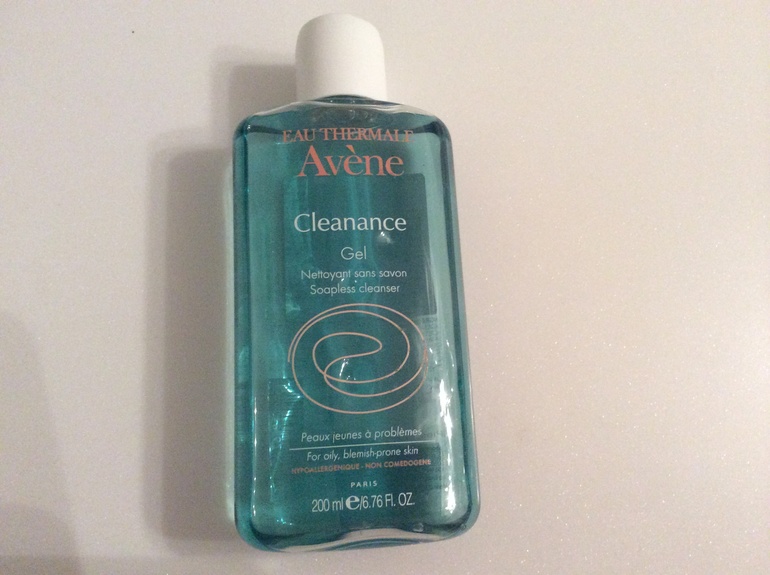 EAU THERMALE
Avène
Cleanance
Gel
Nettoyant sans savon
Soapless cleanser
Peaux jeunes à problèmes
For oily, blemish-prone skin
HYPOALLERGENIQUE - NON COMEDOGENE
PARIS
200 ml ℮/6.76 Fl. OZ.